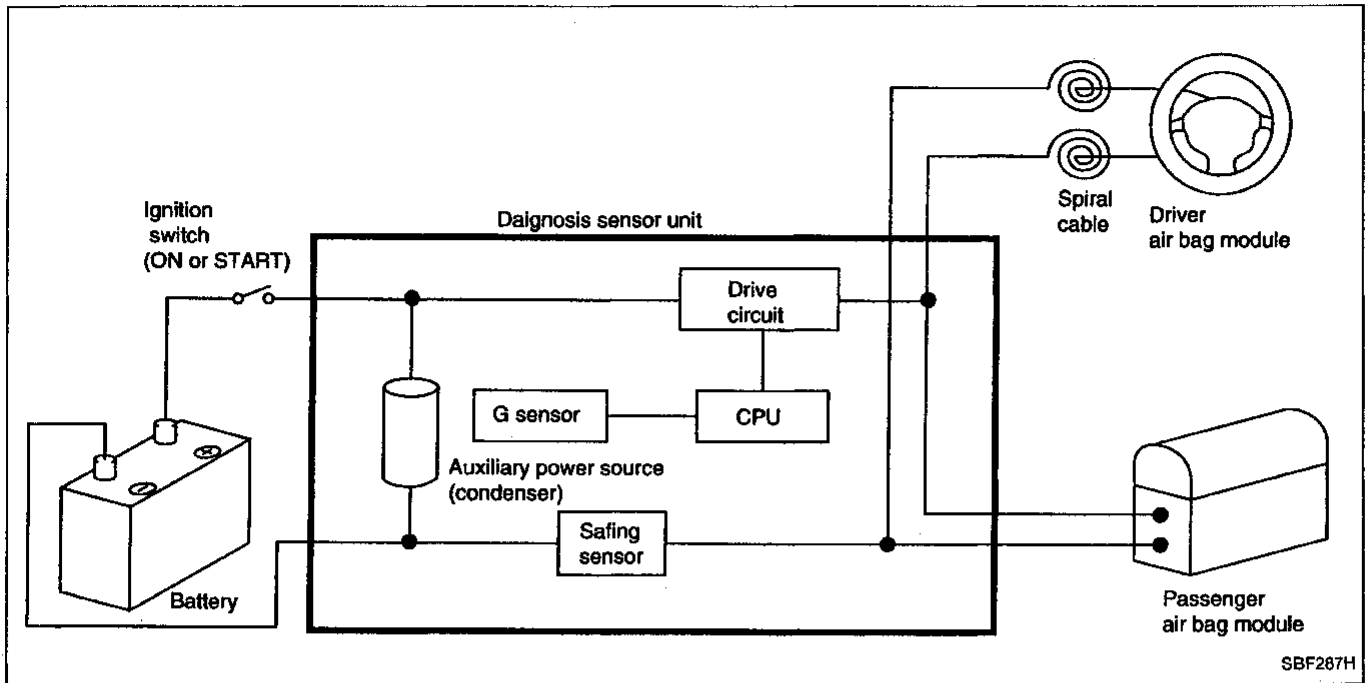 Spiral
cable
Driver
air bag module
Ignition
switch
(ON or START)
Daignosis sensor unit
Drive
circuit
G sensor
CPU
Auxiliary power source
(condenser)
Safing
sensor
Battery
Passenger
air bag module
SBF287H